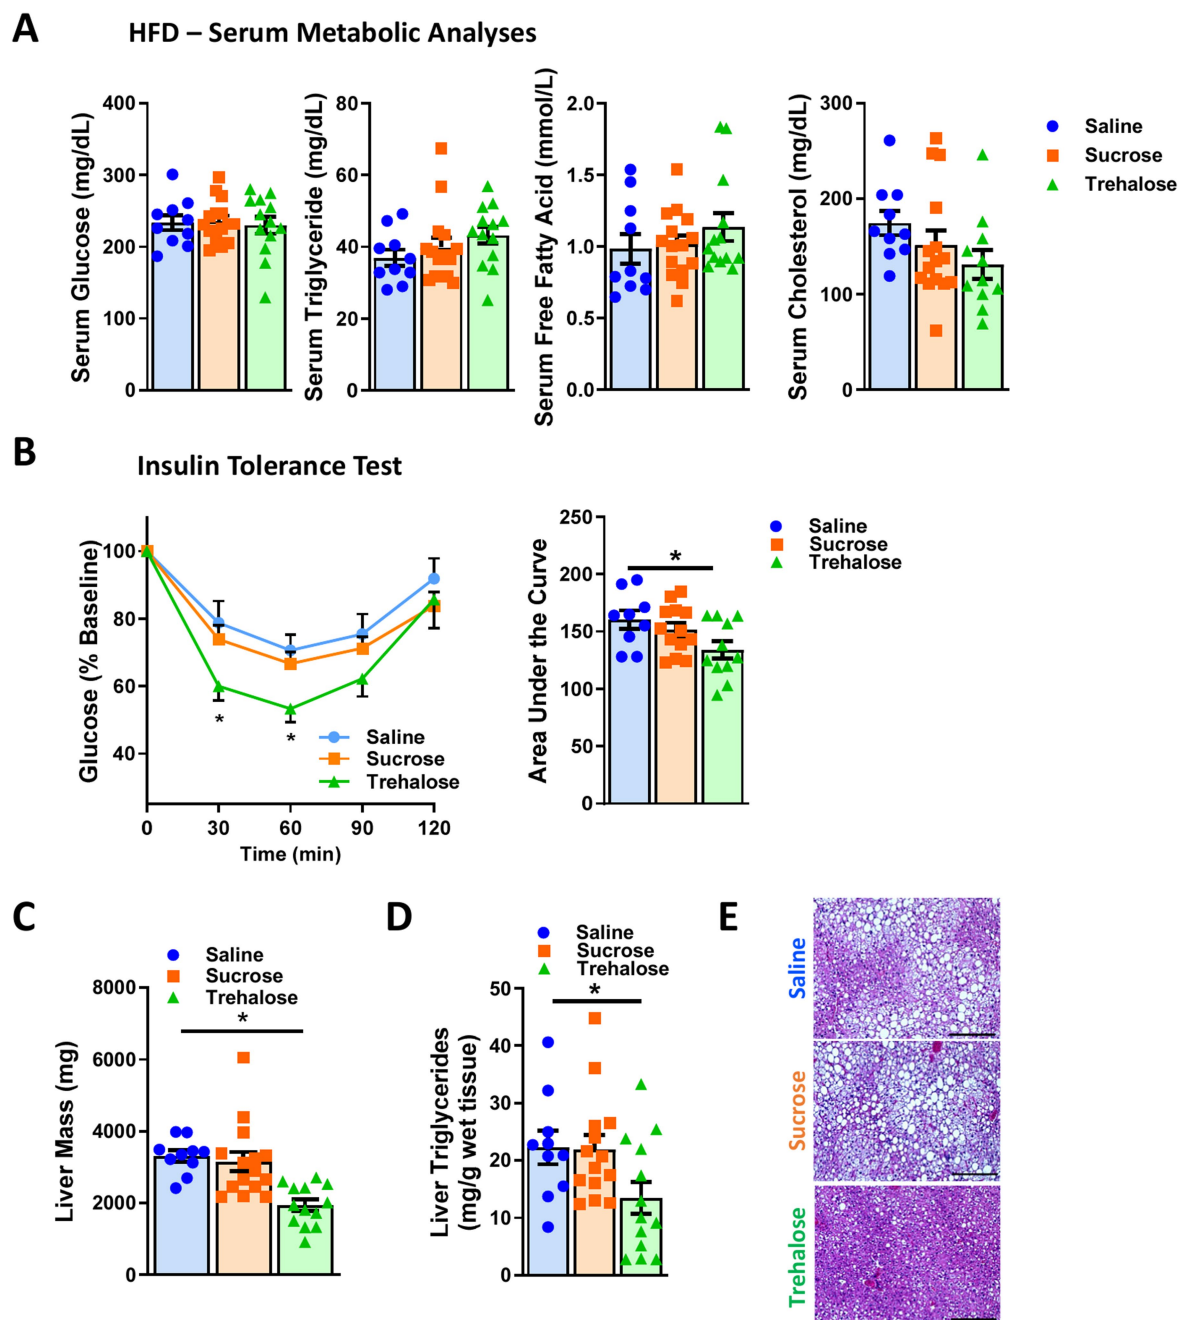 A
HFD – Serum Metabolic Analyses
Serum Glucose (mg/dL)
400
300
200
100
0
Serum Triglyceride (mg/dL)
80
60
40
20
0
Serum Free Fatty Acid (mmol/L)
2.0
1.5
1.0
0.5
0.0
Serum Cholesterol (mg/dL)
300
200
100
0
Saline
Sucrose
Trehalose
B
Insulin Tolerance Test
Glucose (% Baseline)
100
80
60
40
*
*
Saline
Sucrose
Trehalose
0 30 60 90 120
Time (min)
Area Under the Curve
250
200
150
100
50
0
*
Saline
Sucrose
Trehalose
C
Saline
Sucrose
Trehalose
Liver Mass (mg)
8000
6000
4000
2000
0
*
D
Saline
Sucrose
Trehalose
Liver Triglycerides
(mg/g wet tissue)
50
40
30
20
10
0
*
E
Saline
Sucrose
Trehalose